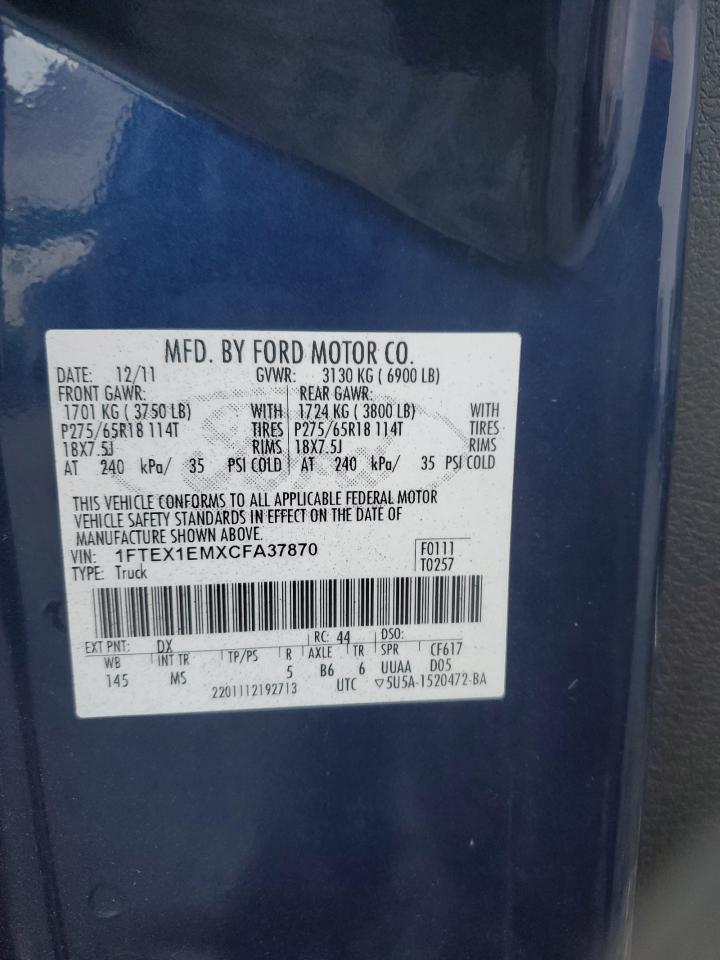 MFD. BY FORD MOTOR CO.
DATE: 12/11 GVWR: 3130 KG ( 6900 LB)
FRONT GAWR: REAR GAWR:
1701 KG ( 3750 LB) WITH 1724 KG ( 3800 LB) WITH
P275/65R18 114T TIRES P275/65R18 114T TIRES
18X7.5J RIMS 18X7.5J RIMS
AT 240 kPa/ 35 PSI COLD AT 240 kPa/ 35 PSI COLD
THIS VEHICLE CONFORMS TO ALL APPLICABLE FEDERAL MOTOR
VEHICLE SAFETY STANDARDS IN EFFECT ON THE DATE OF
MANUFACTURE SHOWN ABOVE.
VIN: 1FTEX1EMXCFA37870 F0111
TYPE: Truck T0257
EXT PNT: DX RC: 44 DSO:
WB INT TR TP/PS R AXLE TR SPR CF617
145 MS 5 B6 6 UUAA D05
2201112192713 UTC ▽5U5A-1520472-BA